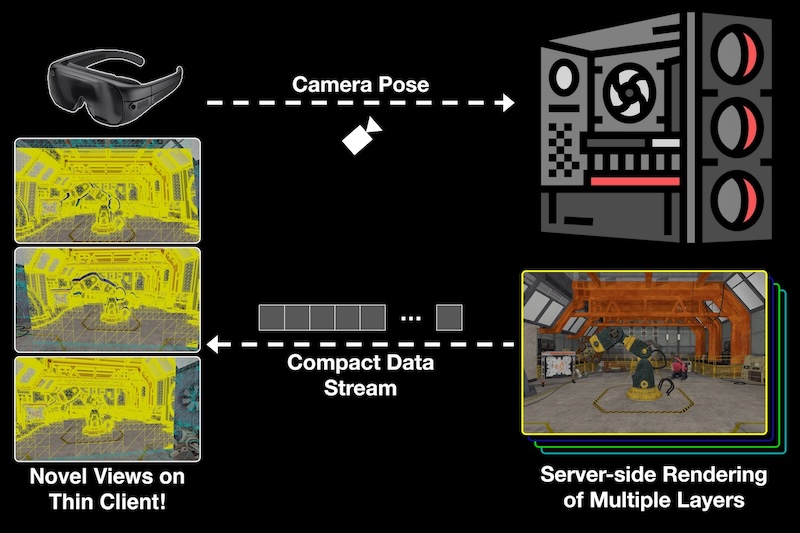 Camera Pose
...
Compact Data
Stream
Novel Views on
Thin Client!
Server-side Rendering
of Multiple Layers